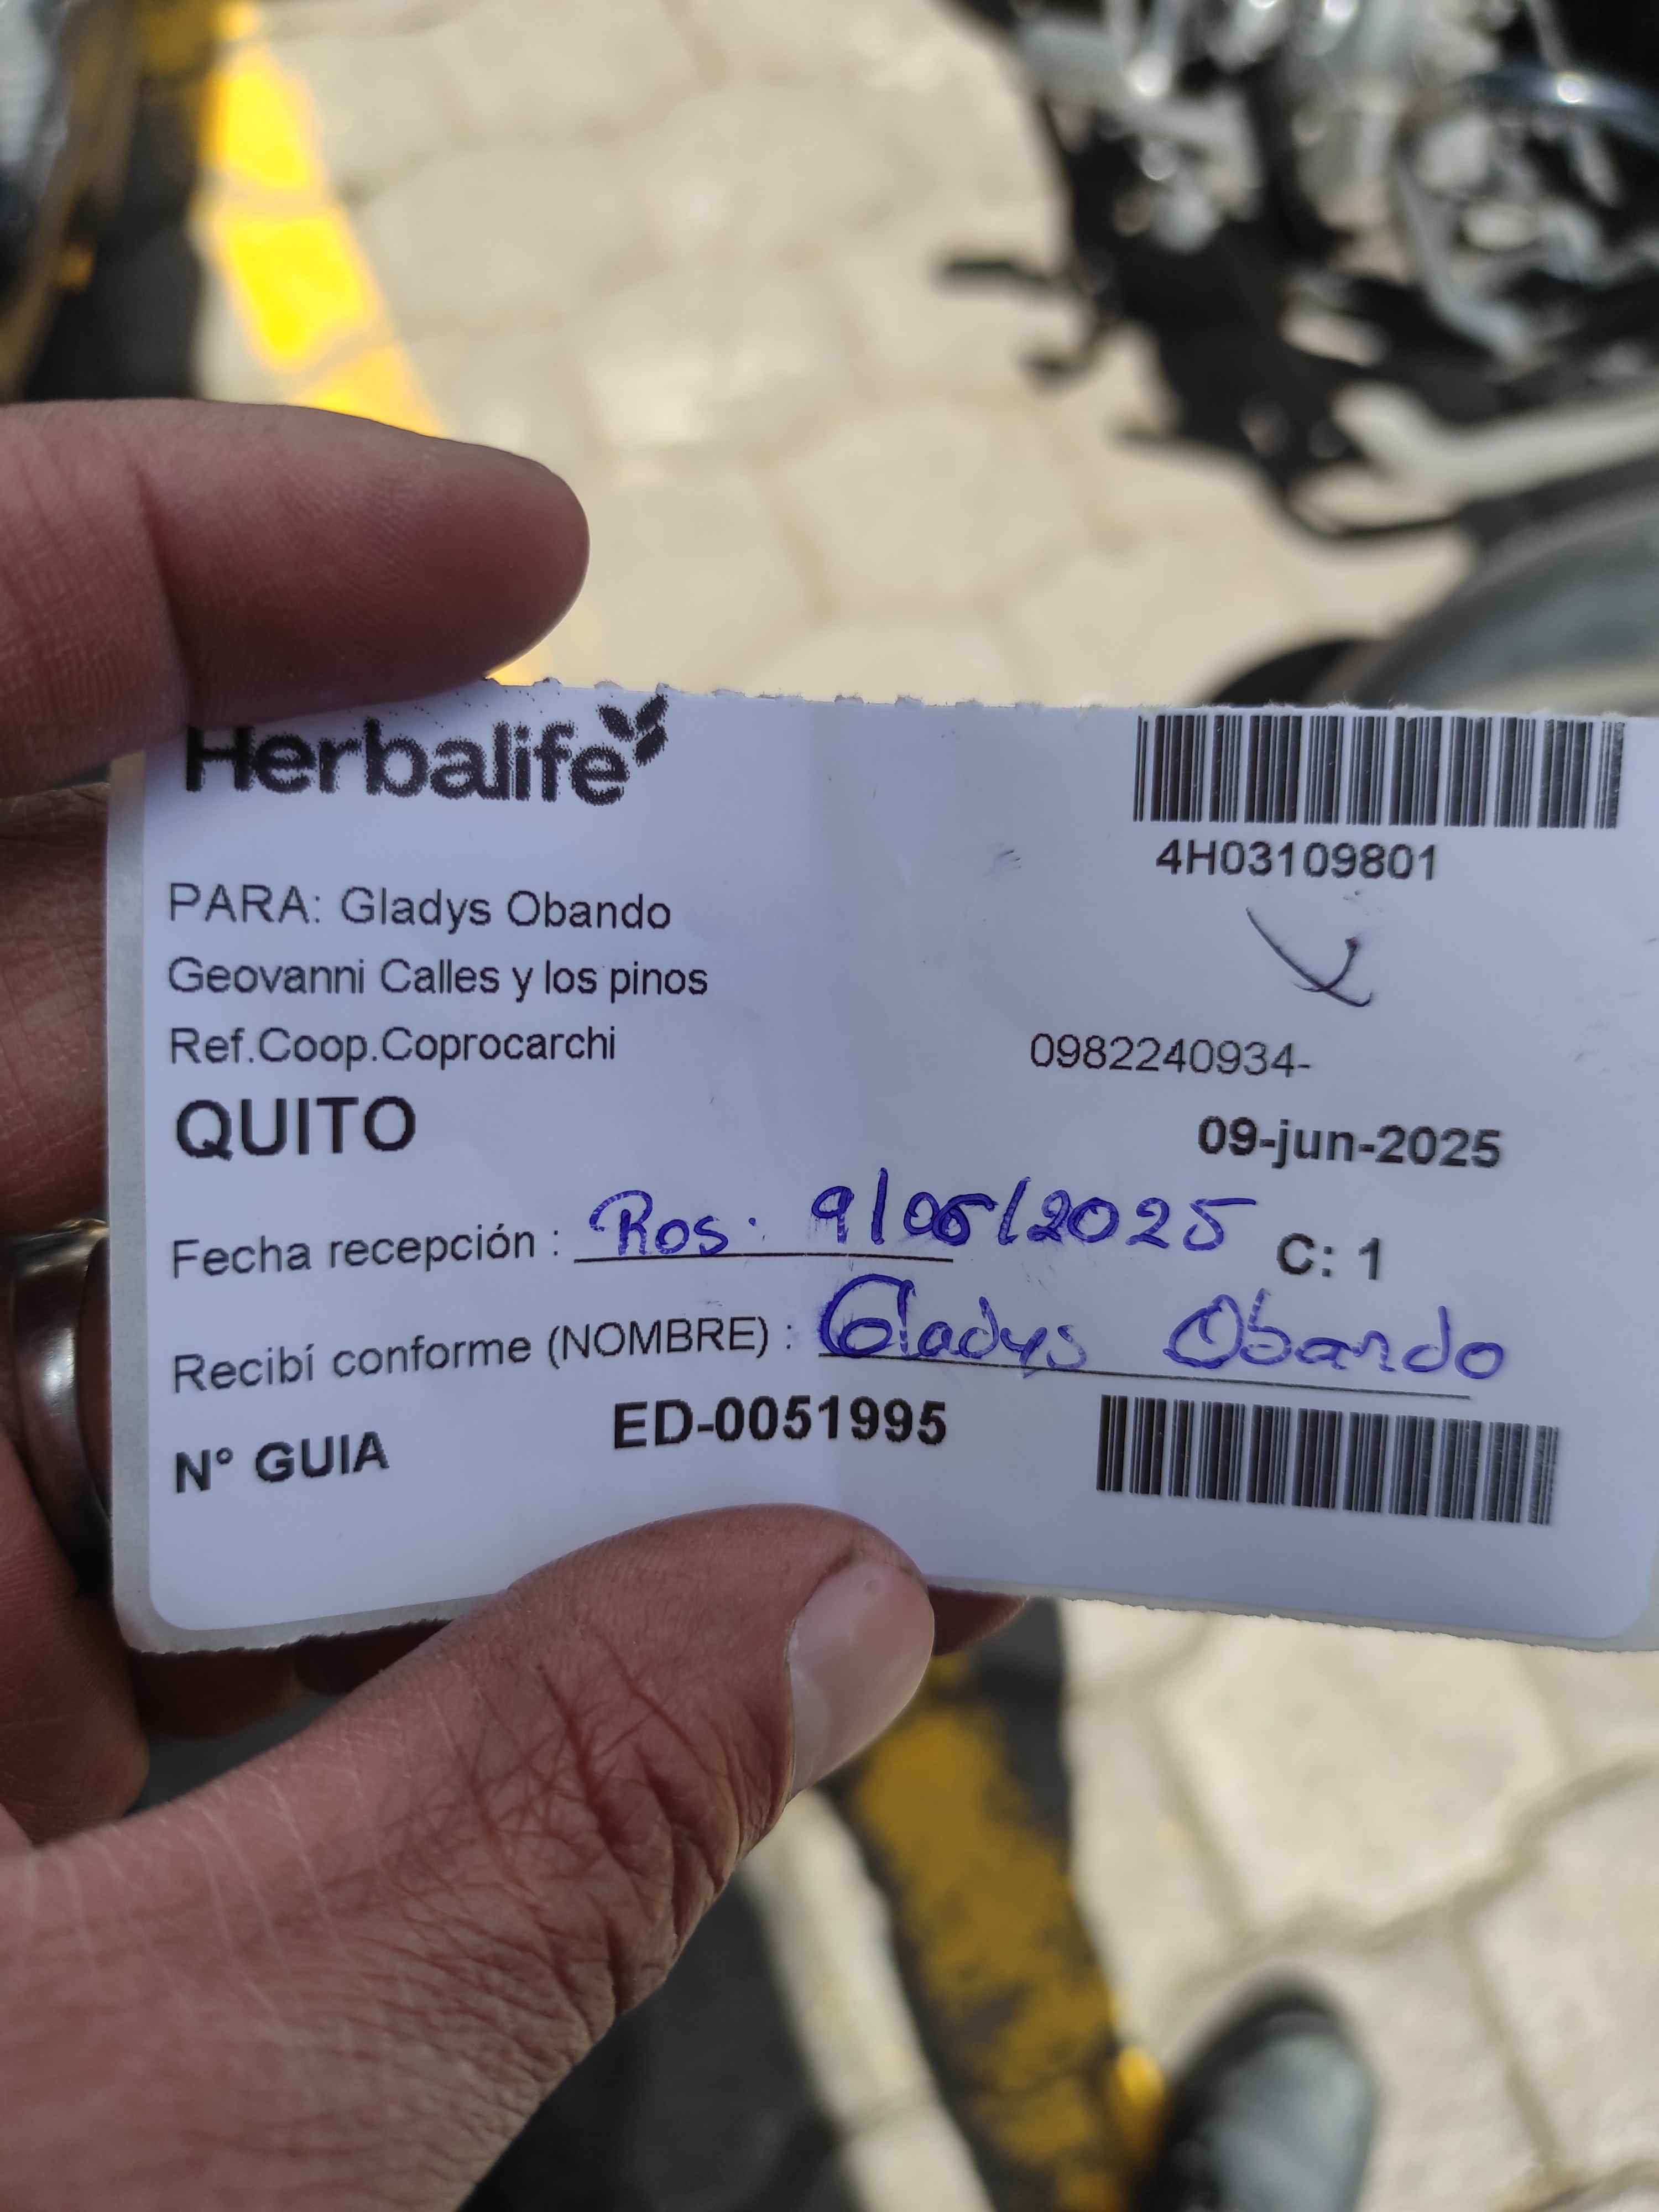 Herbalife
4H03109801
PARA: Gladys Obando
Geovanni Calles y los pinos
Ref.Coop.Coprocarchi
0982240934-
QUITO
09-jun-2025
Fecha recepción : Ros. 9/06/2025 C: 1
Recibí conforme (NOMBRE) : Gladys Obando
N° GUIA ED-0051995